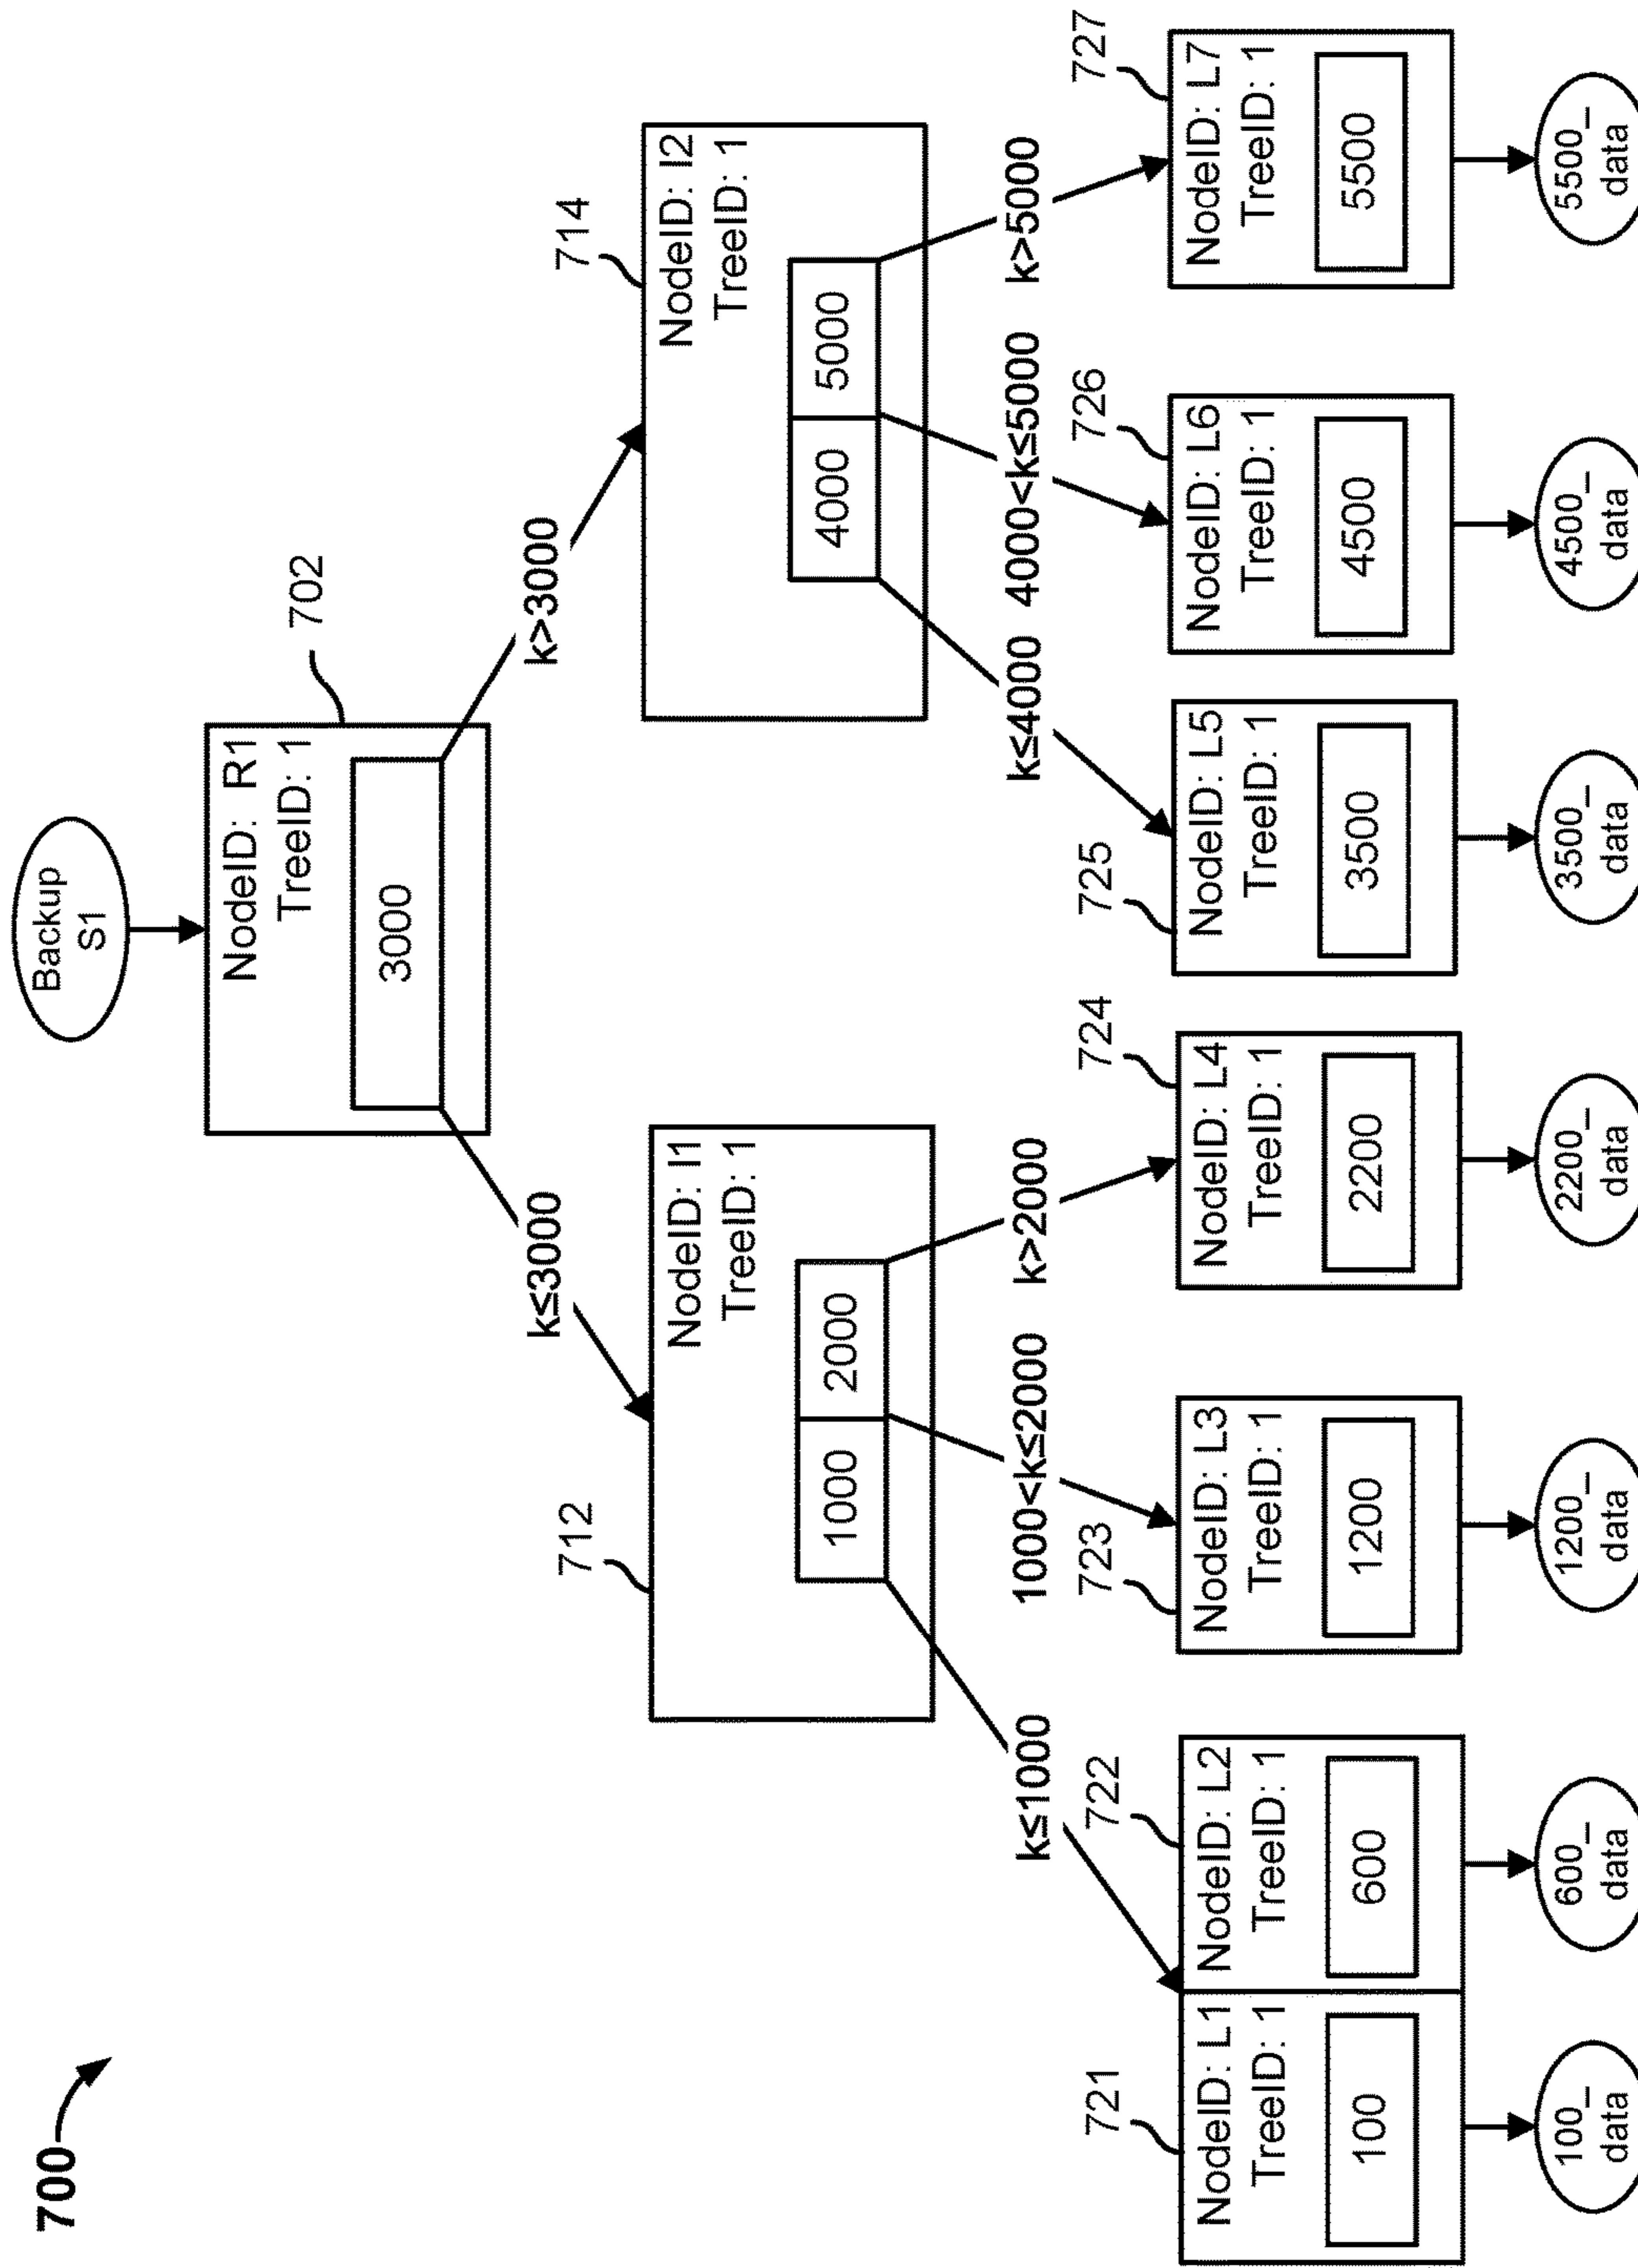 700
Backup
S1
702
NodeID: R1
TreeID: 1
3000
k≤3000
k>3000
712
NodeID: I1
TreeID: 1
1000
2000
714
NodeID: I2
TreeID: 1
4000
5000
k≤1000
1000<k≤2000
k>2000
k≤4000
4000<k≤5000
k>5000
721
NodeID: L1
TreeID: 1
100
722
NodeID: L2
TreeID: 1
600
723
NodeID: L3
TreeID: 1
1200
724
NodeID: L4
TreeID: 1
2200
725
NodeID: L5
TreeID: 1
3500
726
NodeID: L6
TreeID: 1
4500
727
NodeID: L7
TreeID: 1
5500
100_
data
600_
data
1200_
data
2200_
data
3500_
data
4500_
data
5500_
data